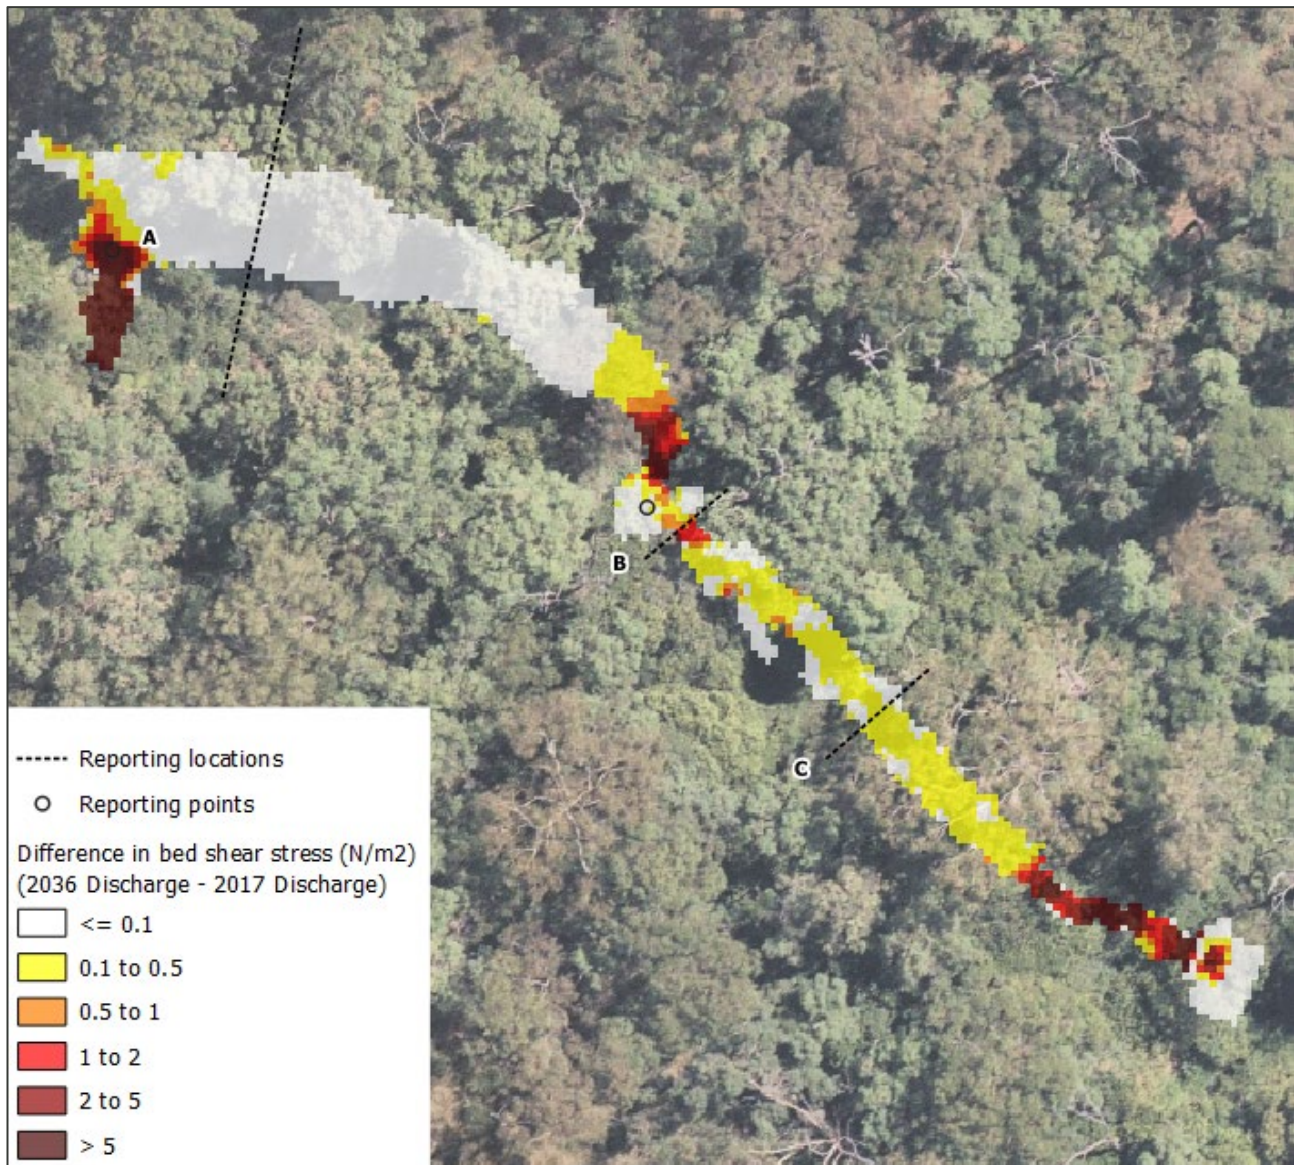 A
B
C
Reporting locations
Reporting points
Difference in bed shear stress (N/m2)
(2036 Discharge - 2017 Discharge)
<= 0.1
0.1 to 0.5
0.5 to 1
1 to 2
2 to 5
> 5